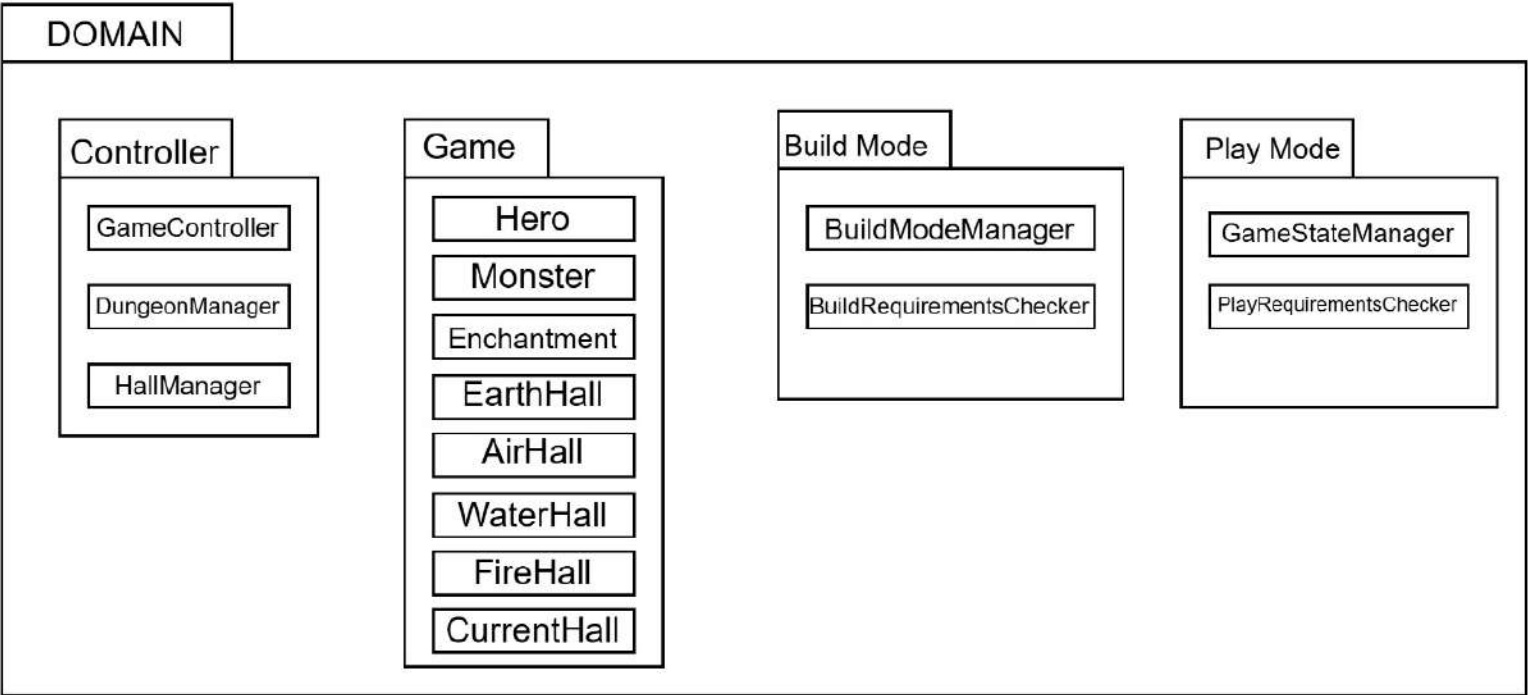 DOMAIN
Controller
GameController
DungeonManager
HallManager
Game
Hero
Monster
Enchantment
EarthHall
AirHall
WaterHall
FireHall
CurrentHall
Build Mode
BuildModeManager
BuildRequirementsChecker
Play Mode
GameStateManager
PlayRequirementsChecker